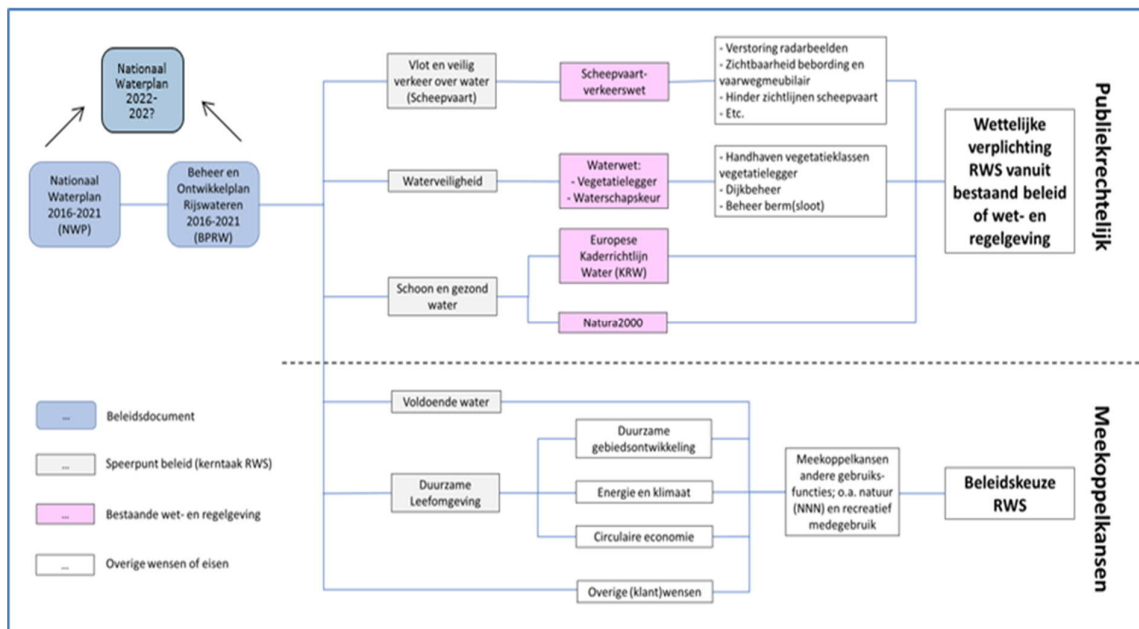 Nationaal
Waterplan
2022-
202?
Nationaal
Waterplan
2016-2021
(NWP)
Beheer en
Ontwikkelplan
Rijswateren
2016-2021
(BPRW)
Vlot en veilig
verkeer over water
(Scheepvaart)
Scheepvaart-
verkeerswet
- Verstoring radarbeelden
- Zichtbaarheid bebording en
vaarwegmeubilair
- Hinder zichtlijnen scheepvaart
- Etc.
Waterveiligheid
Waterwet:
- Vegetatielegger
- Waterschapskeur
- Handhaven vegetatieklassen
vegetatielegger
- Dijkbeheer
- Beheer berm(sloot)
Schoon en gezond
water
Europese
Kaderrichtlijn
Water (KRW)
Natura2000
Wettelijke
verplichting
RWS vanuit
bestaand beleid
of wet- en
regelgeving
Publiekrechtelijk
Voldoende water
Duurzame
Leefomgeving
Duurzame
gebiedsontwikkeling
Energie en klimaat
Circulaire economie
Overige (klant)wensen
Meekoppelkansen
andere gebruiks-
functies; o.a. natuur
(NNN) en recreatief
medegebruik
Beleidskeuze
RWS
Meekoppelkansen
... Beleidsdocument
... Speerpunt beleid (kerntaak RWS)
... Bestaande wet- en regelgeving
... Overige wensen of eisen